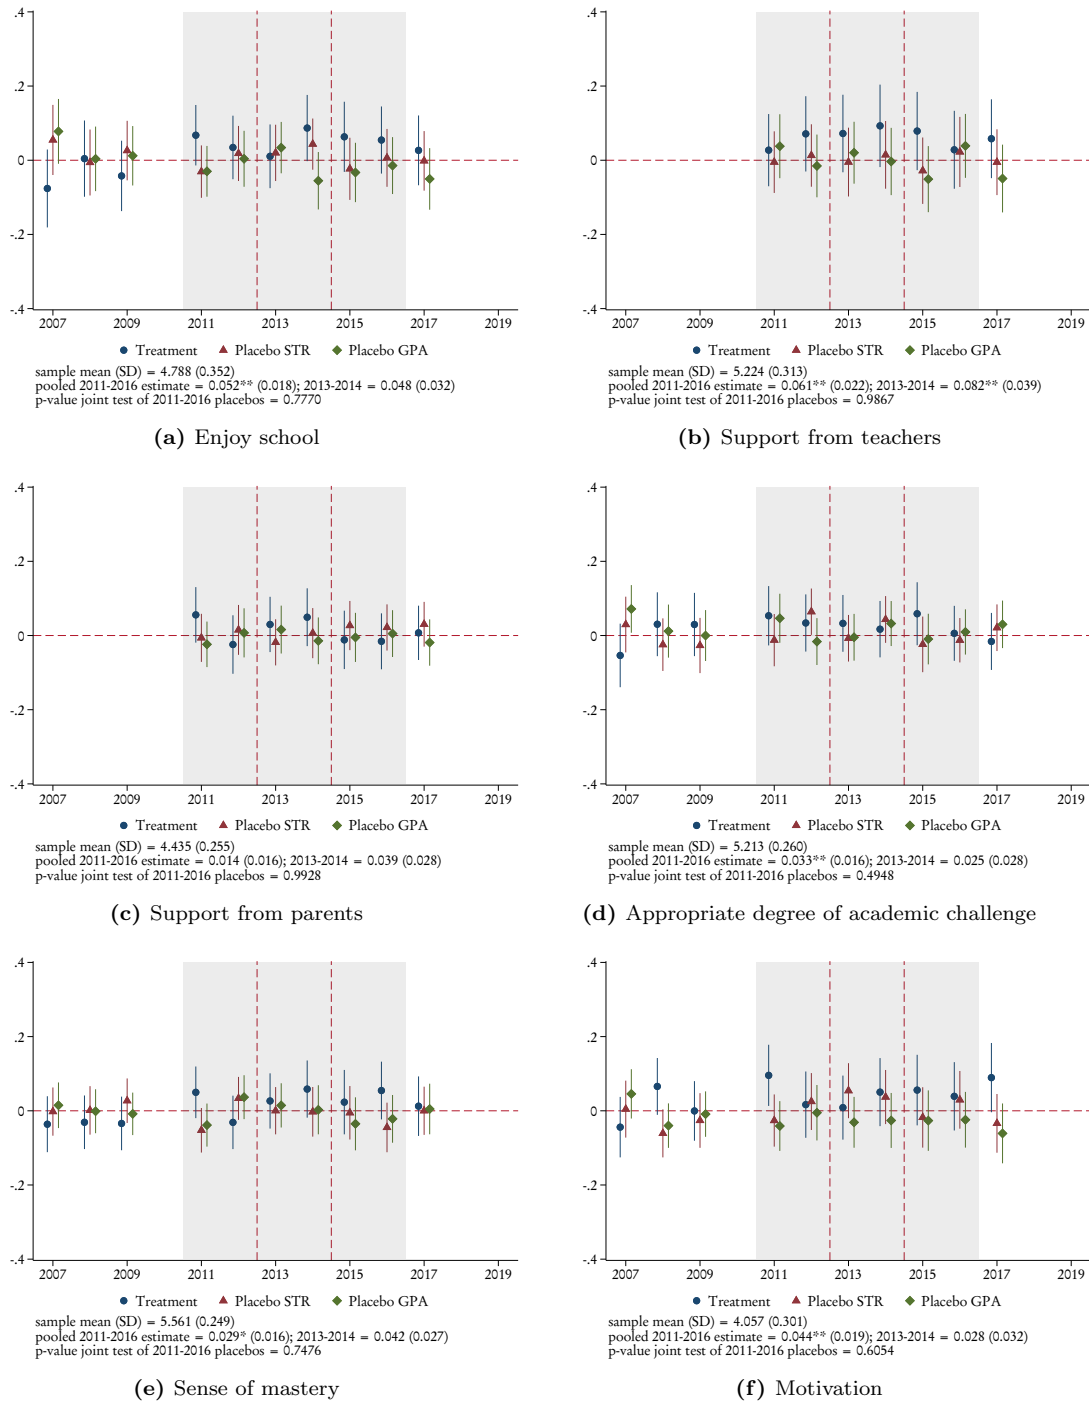 .4
.2
0
-.2
-.4
2007 2009 2011 2013 2015 2017 2019
Treatment Placebo STR Placebo GPA
sample mean (SD) = 4.788 (0.352)
pooled 2011-2016 estimate = 0.052** (0.018); 2013-2014 = 0.048 (0.032)
p-value joint test of 2011-2016 placebos = 0.7770
(a) Enjoy school
.4
.2
0
-.2
-.4
2007 2009 2011 2013 2015 2017 2019
Treatment Placebo STR Placebo GPA
sample mean (SD) = 5.224 (0.313)
pooled 2011-2016 estimate = 0.061** (0.022); 2013-2014 = 0.082** (0.039)
p-value joint test of 2011-2016 placebos = 0.9867
(b) Support from teachers
.4
.2
0
-.2
-.4
2007 2009 2011 2013 2015 2017 2019
Treatment Placebo STR Placebo GPA
sample mean (SD) = 4.435 (0.255)
pooled 2011-2016 estimate = 0.014 (0.016); 2013-2014 = 0.039 (0.028)
p-value joint test of 2011-2016 placebos = 0.9928
(c) Support from parents
.4
.2
0
-.2
-.4
2007 2009 2011 2013 2015 2017 2019
Treatment Placebo STR Placebo GPA
sample mean (SD) = 5.213 (0.260)
pooled 2011-2016 estimate = 0.033** (0.016); 2013-2014 = 0.025 (0.028)
p-value joint test of 2011-2016 placebos = 0.4948
(d) Appropriate degree of academic challenge
.4
.2
0
-.2
-.4
2007 2009 2011 2013 2015 2017 2019
Treatment Placebo STR Placebo GPA
sample mean (SD) = 5.561 (0.249)
pooled 2011-2016 estimate = 0.029* (0.016); 2013-2014 = 0.042 (0.027)
p-value joint test of 2011-2016 placebos = 0.7476
(e) Sense of mastery
.4
.2
0
-.2
-.4
2007 2009 2011 2013 2015 2017 2019
Treatment Placebo STR Placebo GPA
sample mean (SD) = 4.057 (0.301)
pooled 2011-2016 estimate = 0.044** (0.019); 2013-2014 = 0.028 (0.032)
p-value joint test of 2011-2016 placebos = 0.6054
(f) Motivation